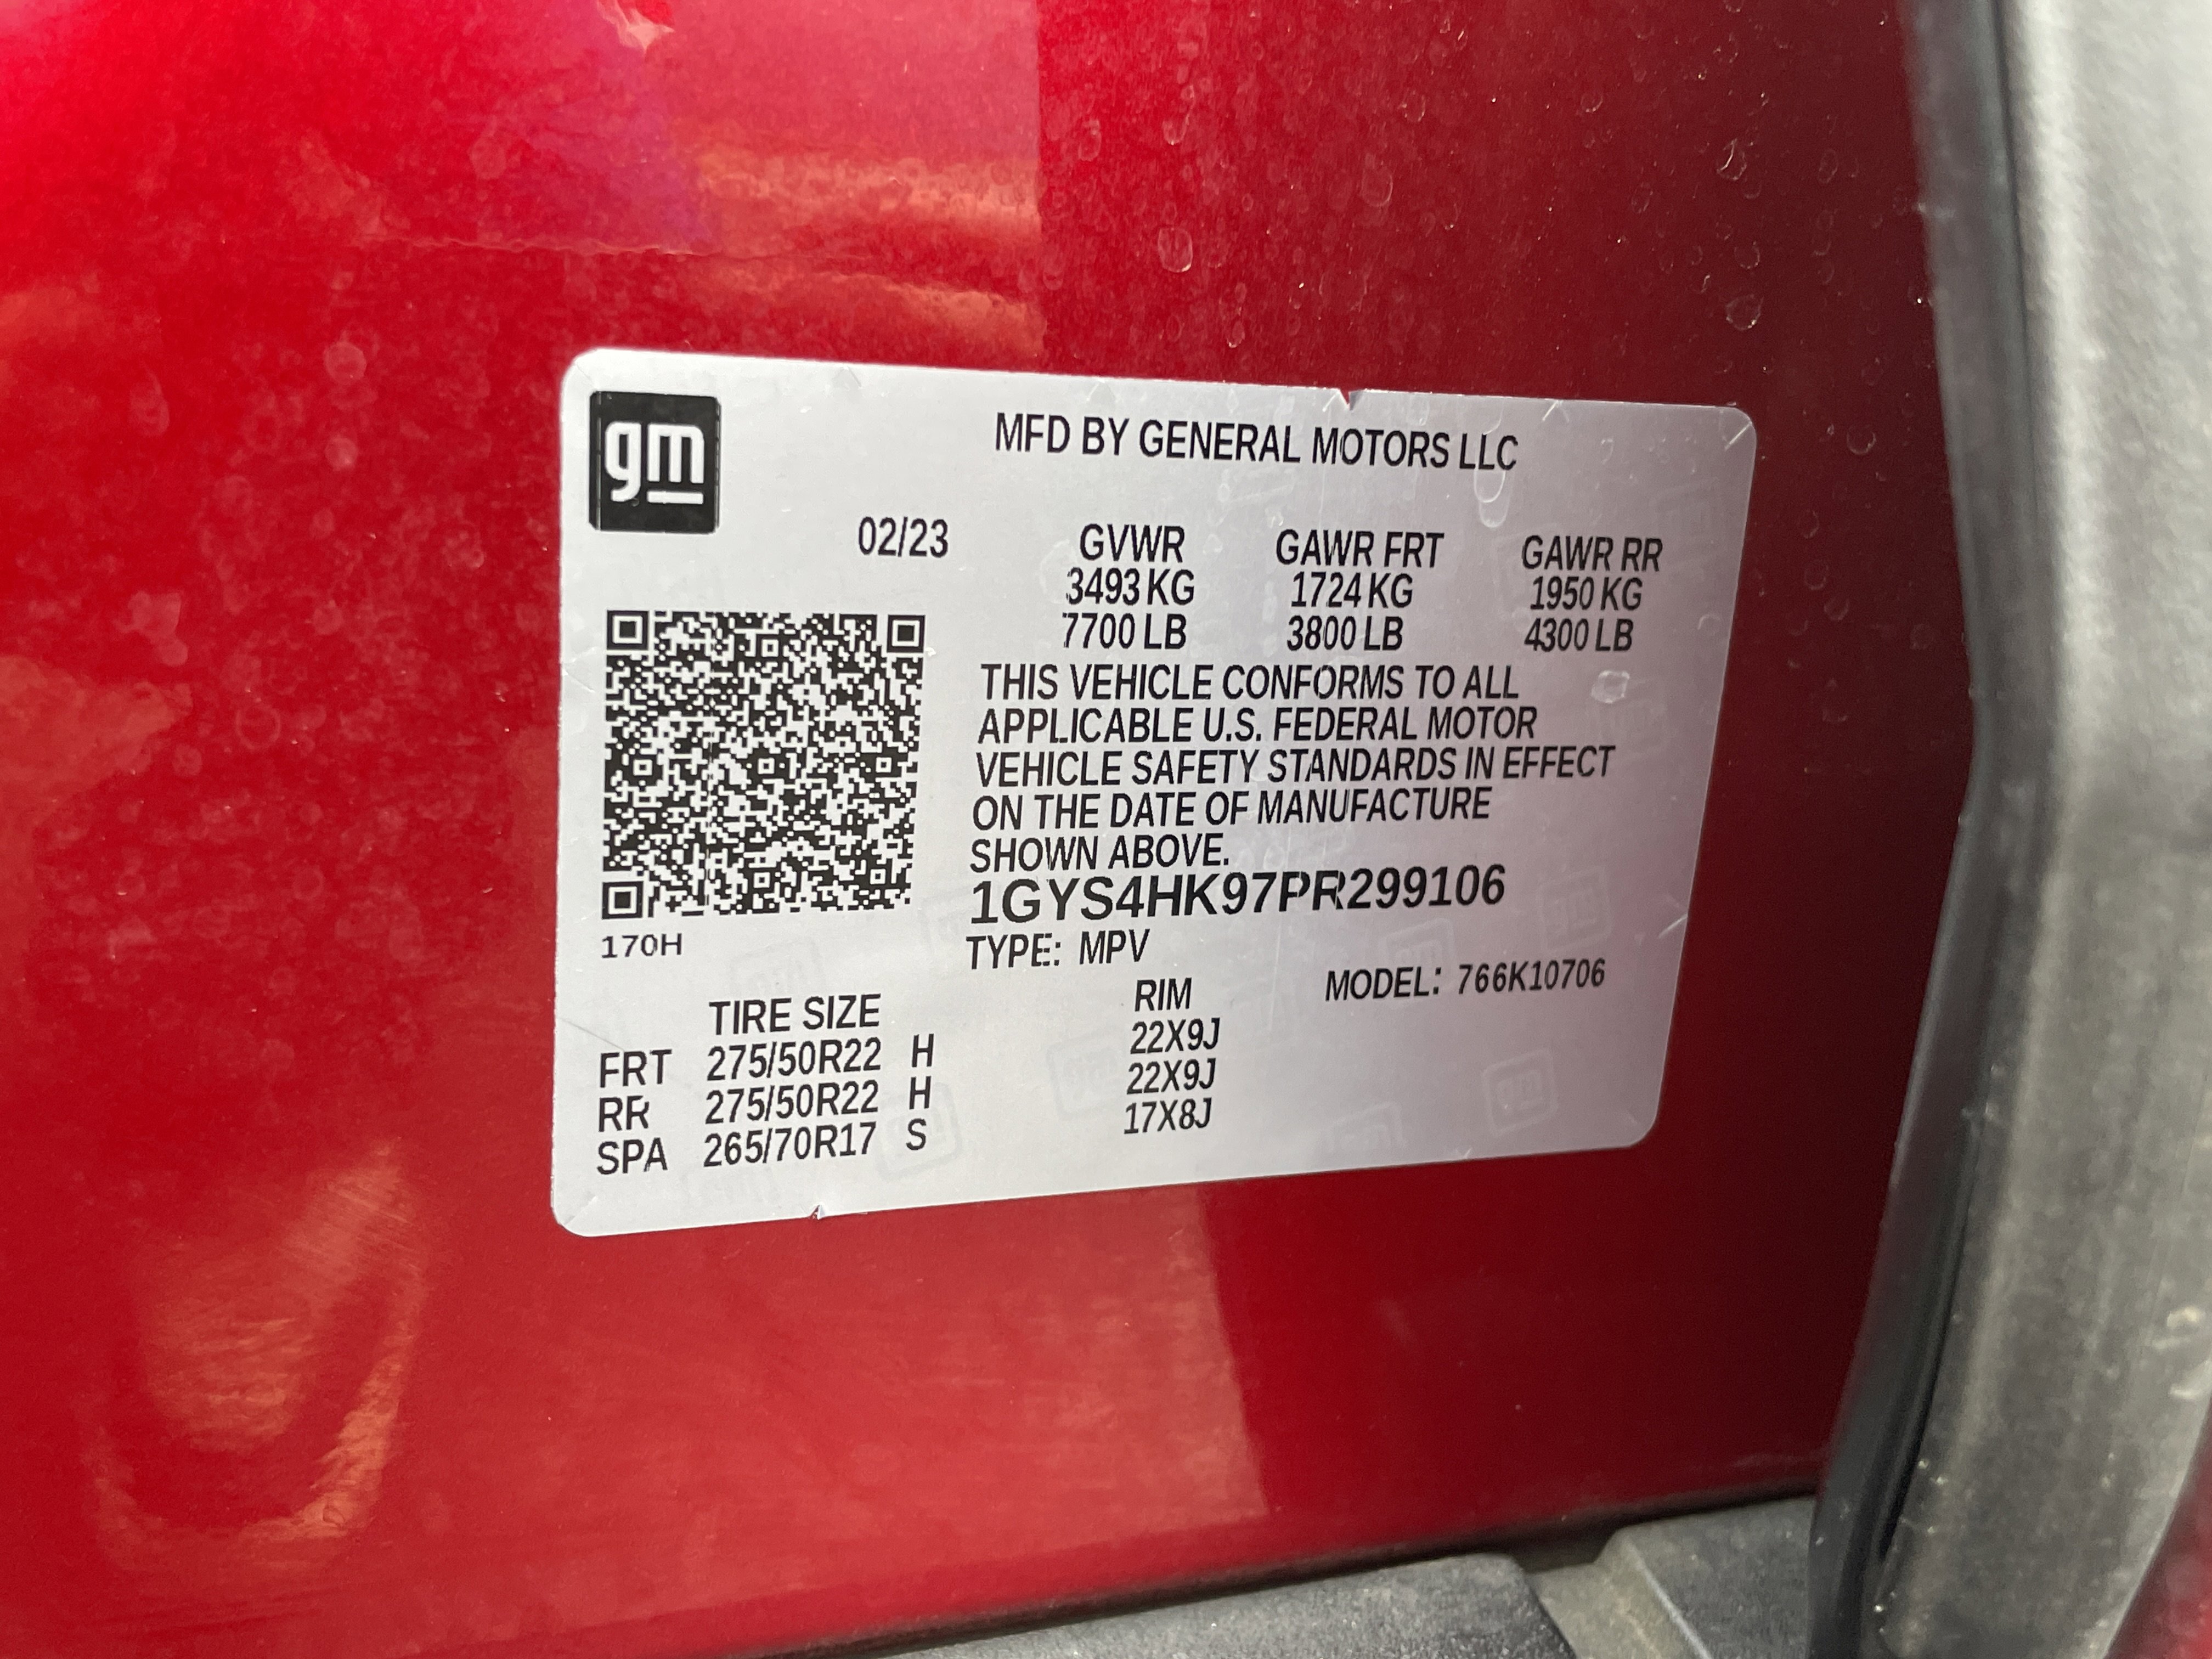 gm
MFD BY GENERAL MOTORS LLC
02/23 GVWR GAWR FRT GAWR RR
3493 KG 1724 KG 1950 KG
7700 LB 3800 LB 4300 LB
THIS VEHICLE CONFORMS TO ALL
APPLICABLE U.S. FEDERAL MOTOR
VEHICLE SAFETY STANDARDS IN EFFECT
ON THE DATE OF MANUFACTURE
SHOWN ABOVE.
1GYS4HK97PR299106
170H
TYPE: MPV
MODEL: 766K10706
TIRE SIZE RIM
FRT 275/50R22 H 22X9J
RR 275/50R22 H 22X9J
SPA 265/70R17 S 17X8J